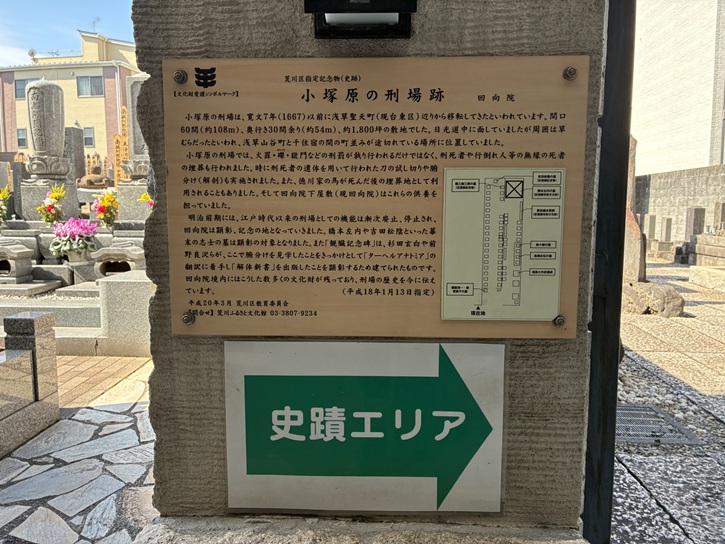 荒川区指定記念物(史跡)
【文化財愛護シンボルマーク】
小塚原の刑場跡 回向院
小塚原の刑場は、寛文7年(1667)以前に浅草聖天町(現台東区)辺りから移転してきたといわれています。間口
60間(約108m)、奥行き30間余り(約54m)、約1,800坪の敷地でした。日光道中に面していましたが周囲は草
むらだったといわれ、浅草山谷町と千住宿の間の町並みが途切れている場所に位置していました。
小塚原の刑場では、火罪・磔・獄門などの刑罰が執り行われるだけではなく、刑死者や行倒れ人等の無縁の死者
の埋葬も行われました。時に刑死者の遺体を用いて行われた刀の試し切りや腑
分け(解剖)も実施されました。また、徳川家の馬が死んだ後の埋葬地として利
用されることもありました。そして回向院下屋敷(現回向院)はこれらの供養を
担っていました。
明治前期には、江戸時代以来の刑場としての機能は漸次廃止、停止され、
回向院は顕彰、記念の地となっていきました。橋本左内や吉田松陰といった幕
末の志士の墓は顕彰の対象となりました。また「観臓記念碑」は、杉田玄白や前
野良沢らが、ここで腑分けを見学したことをきっかけとして「ターヘルアナトミア」の
翻訳に着手し「解体新書」を出版したことを顕彰するため建てられたものです。
回向院境内にはこうした数多くの文化財が残っており、刑場の歴史を今に伝え
ています。 (平成18年1月13日指定)
平成20年3月 荒川区教育委員会
【問合せ】荒川ふるさと文化館 03-3807-9234
現在地
史蹟エリア